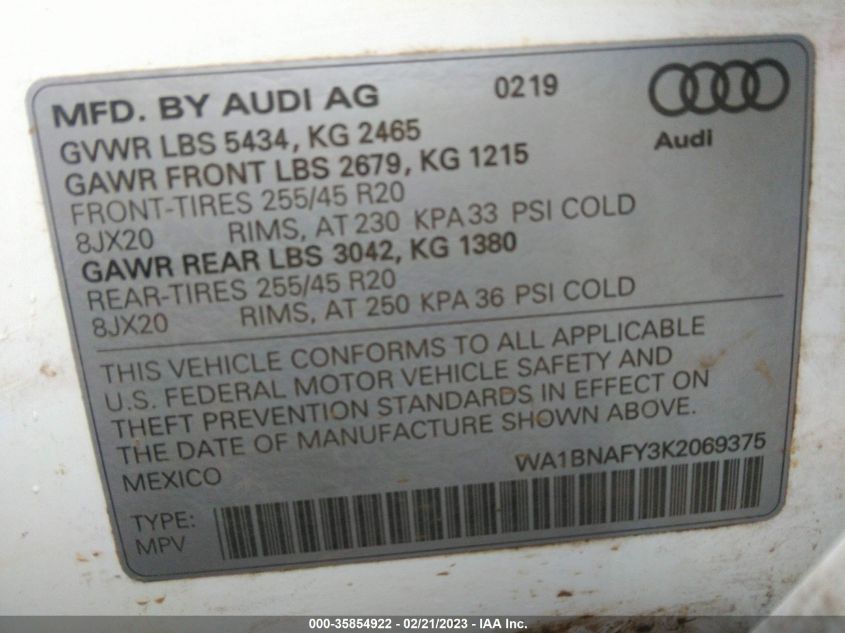 MFD. BY AUDI AG 0219
GVWR LBS 5434, KG 2465
Audi
GAWR FRONT LBS 2679, KG 1215
FRONT-TIRES 255/45 R20
8JX20 RIMS, AT 230 KPA 33 PSI COLD
GAWR REAR LBS 3042, KG 1380
REAR-TIRES 255/45 R20
8JX20 RIMS, AT 250 KPA 36 PSI COLD
THIS VEHICLE CONFORMS TO ALL APPLICABLE
U.S. FEDERAL MOTOR VEHICLE SAFETY AND
THEFT PREVENTION STANDARDS IN EFFECT ON
THE DATE OF MANUFACTURE SHOWN ABOVE.
MEXICO WA1BNAFY3K2069375
TYPE:
MPV
000-35854922 - 02/21/2023 - IAA Inc.